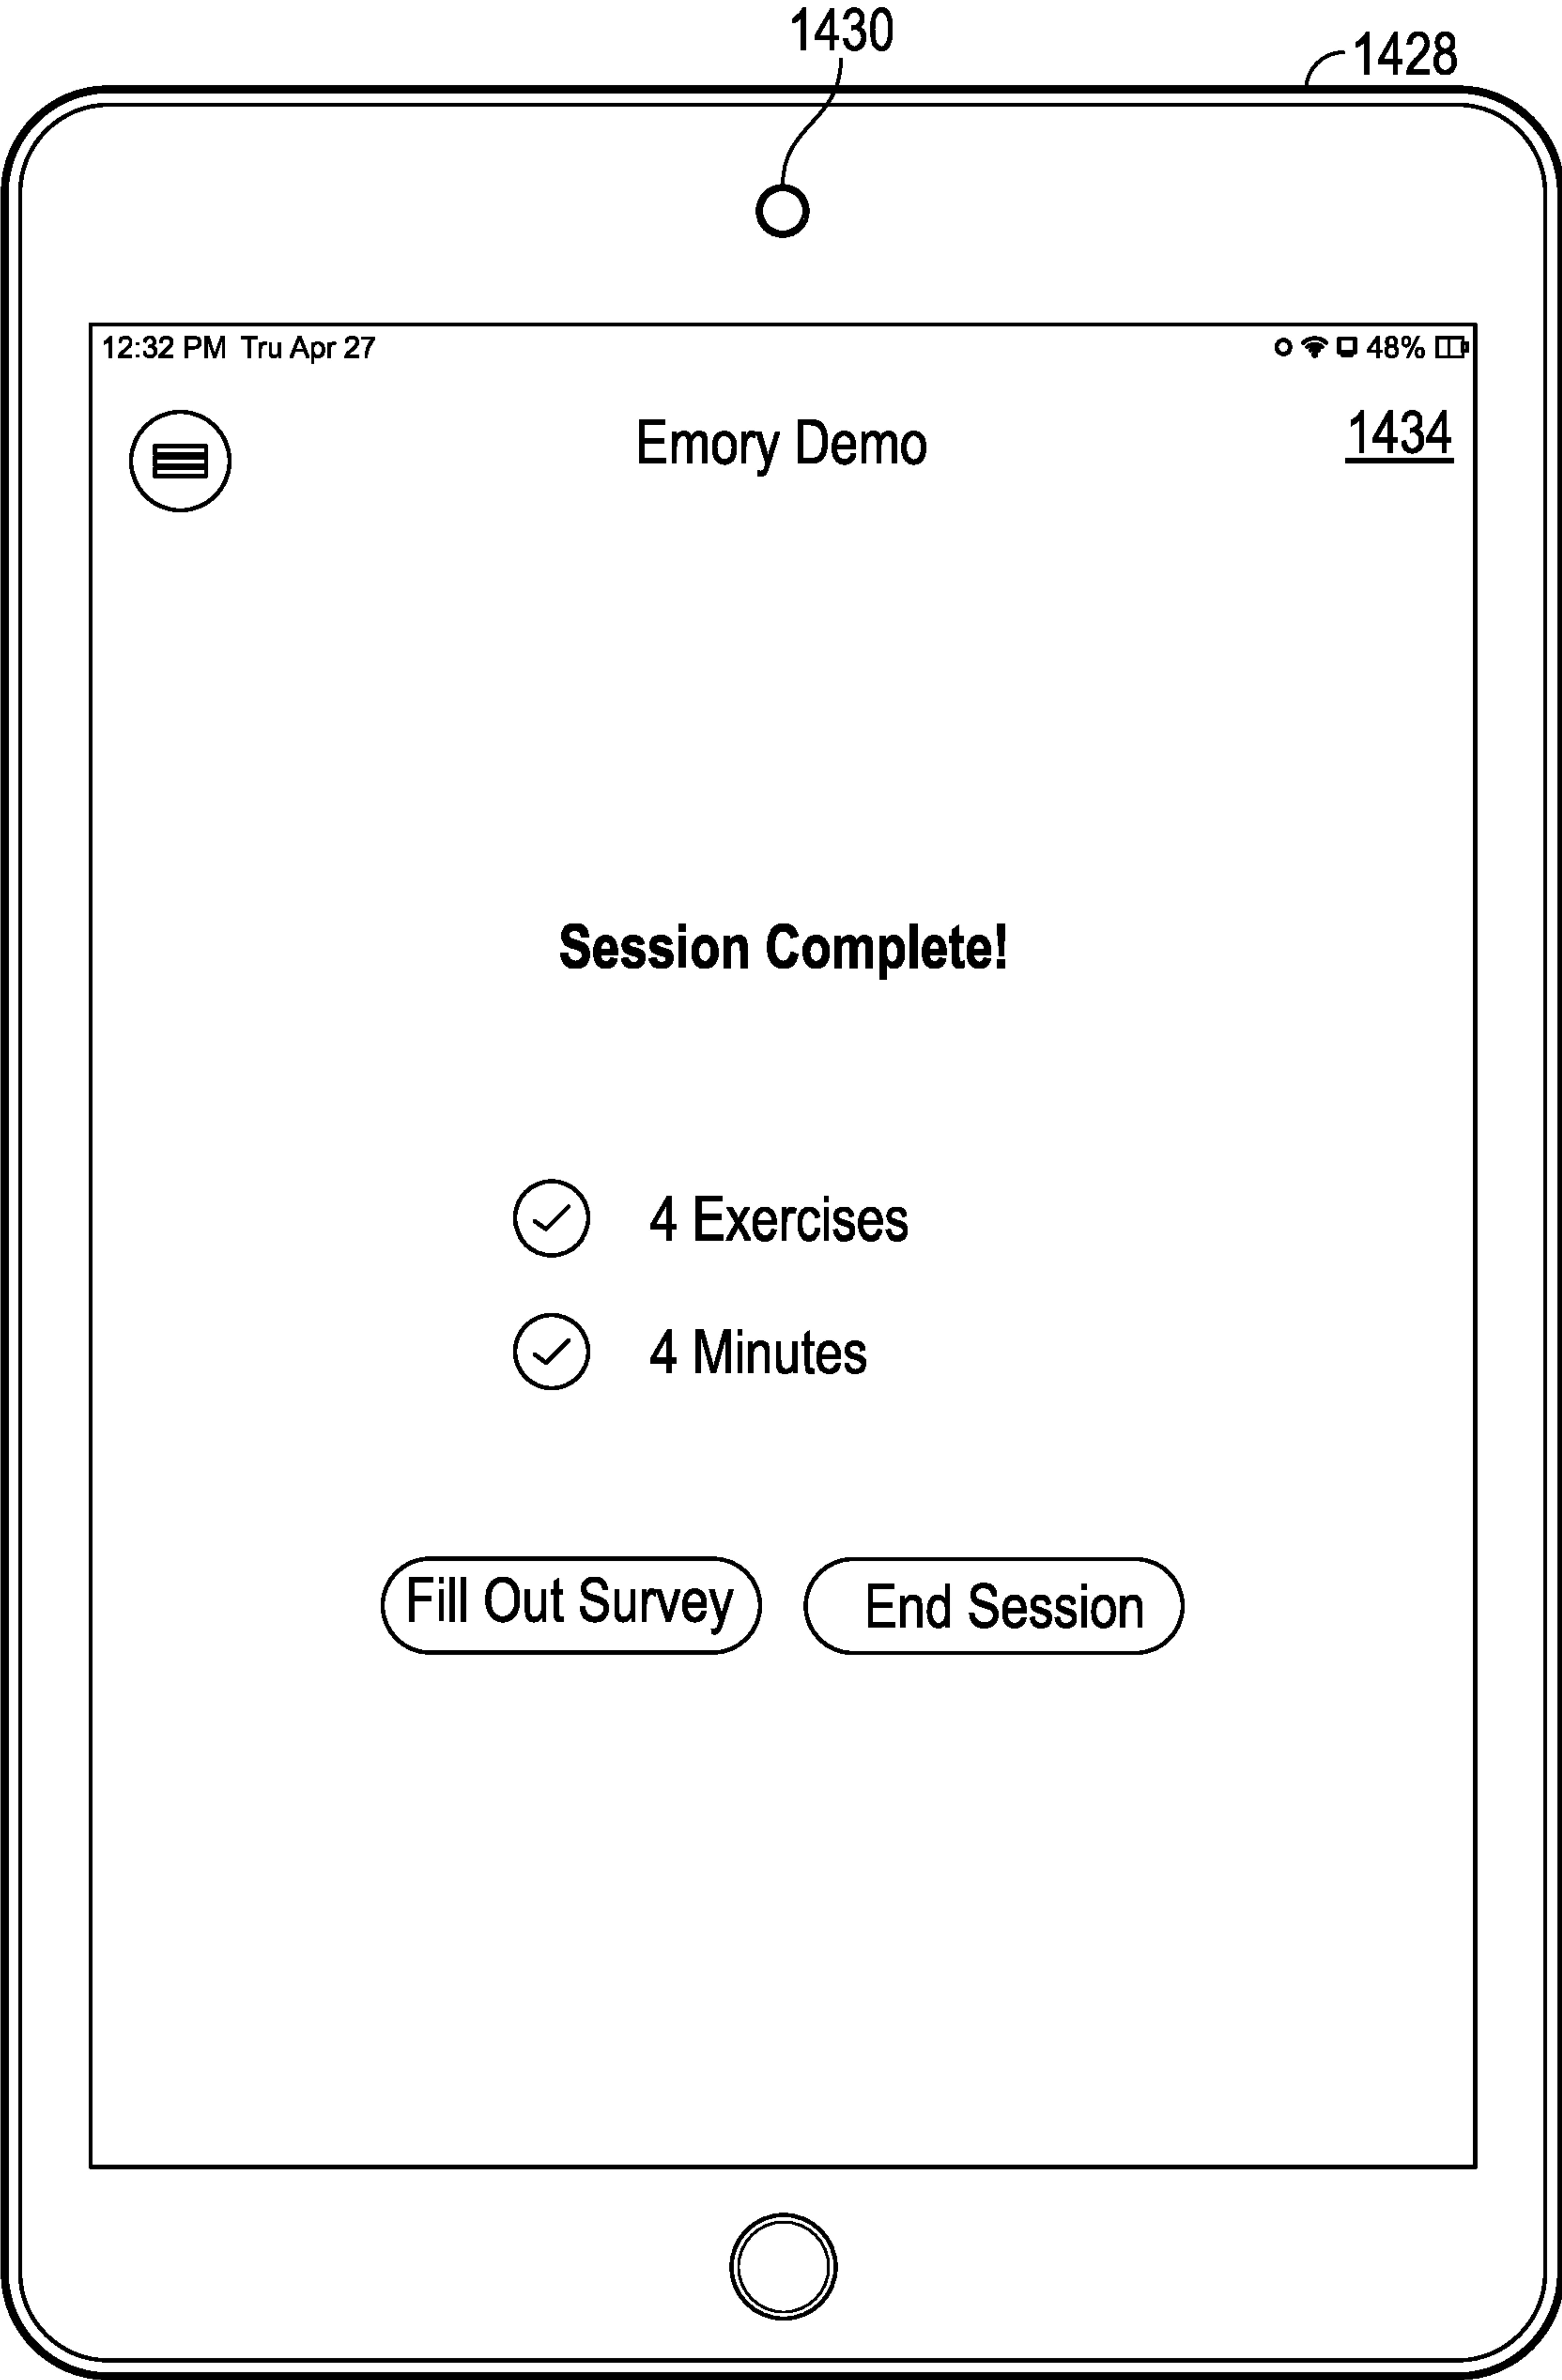 1430
1428
12:32 PM Tru Apr 27 48%
Emory Demo 1434
Session Complete!
4 Exercises
4 Minutes
Fill Out Survey End Session